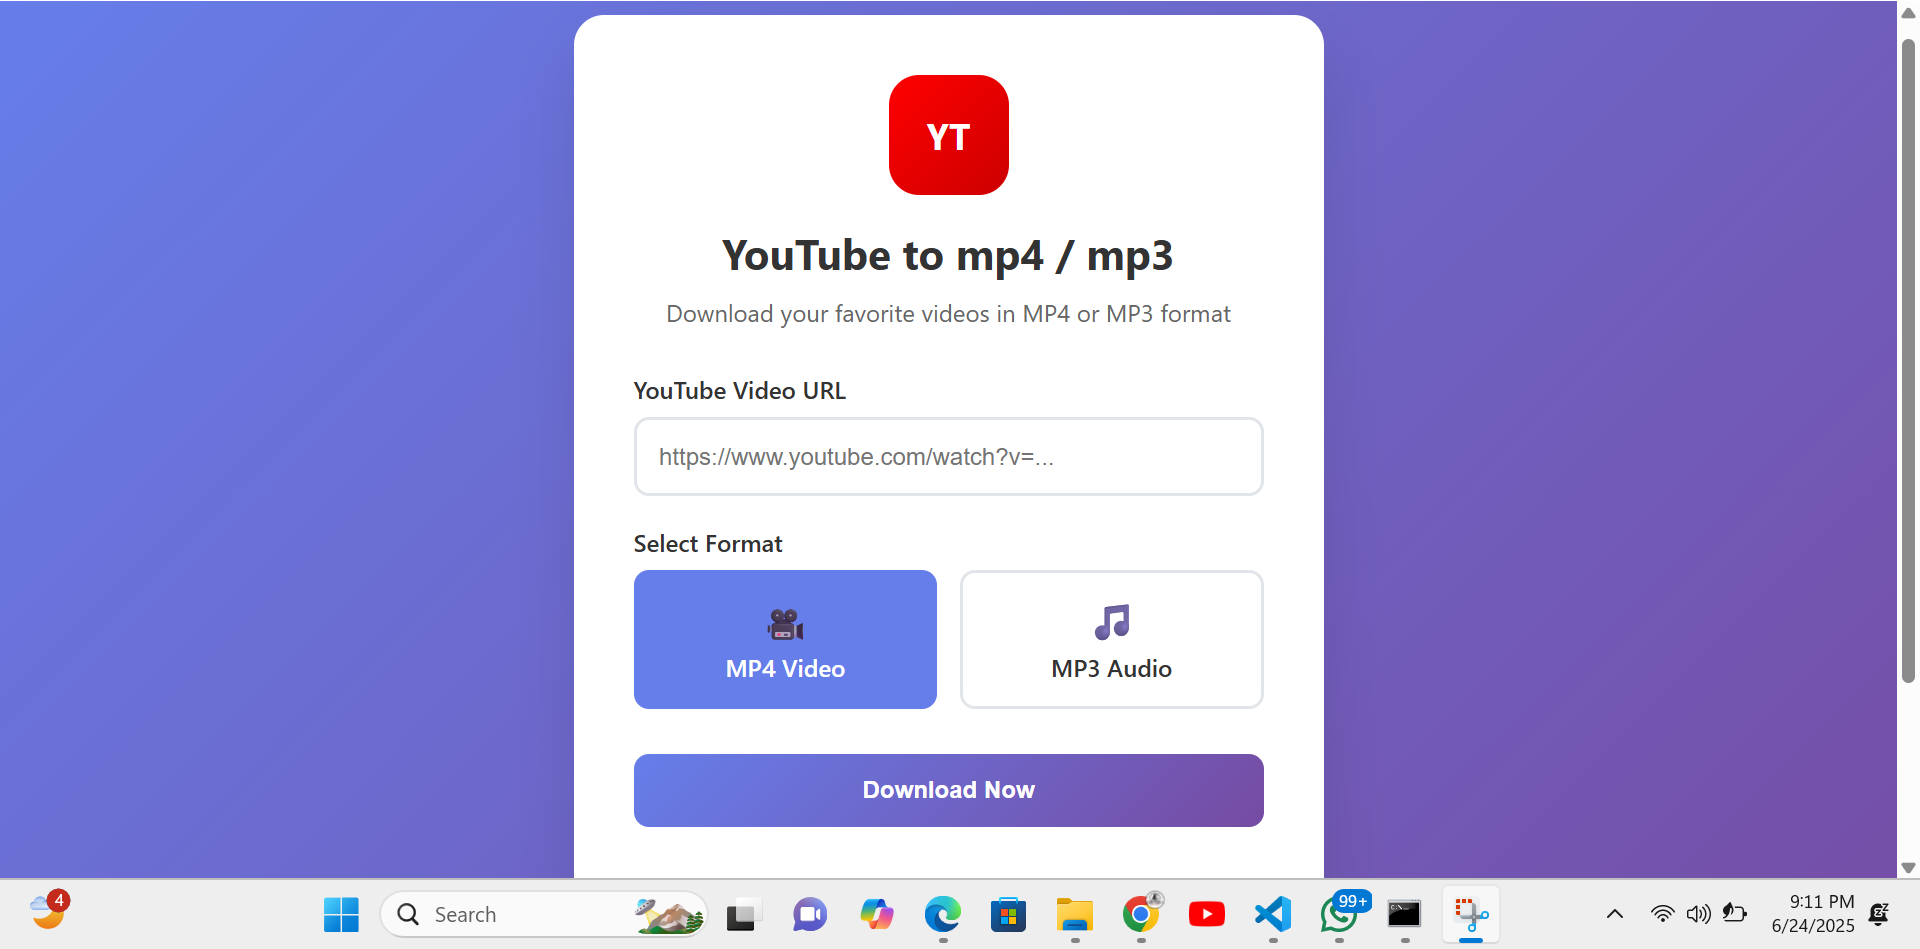 YT
YouTube to mp4 / mp3
Download your favorite videos in MP4 or MP3 format
YouTube Video URL
https://www.youtube.com/watch?v=...
Select Format
MP4 Video
MP3 Audio
Download Now
4
Search
99+
9:11 PM
6/24/2025